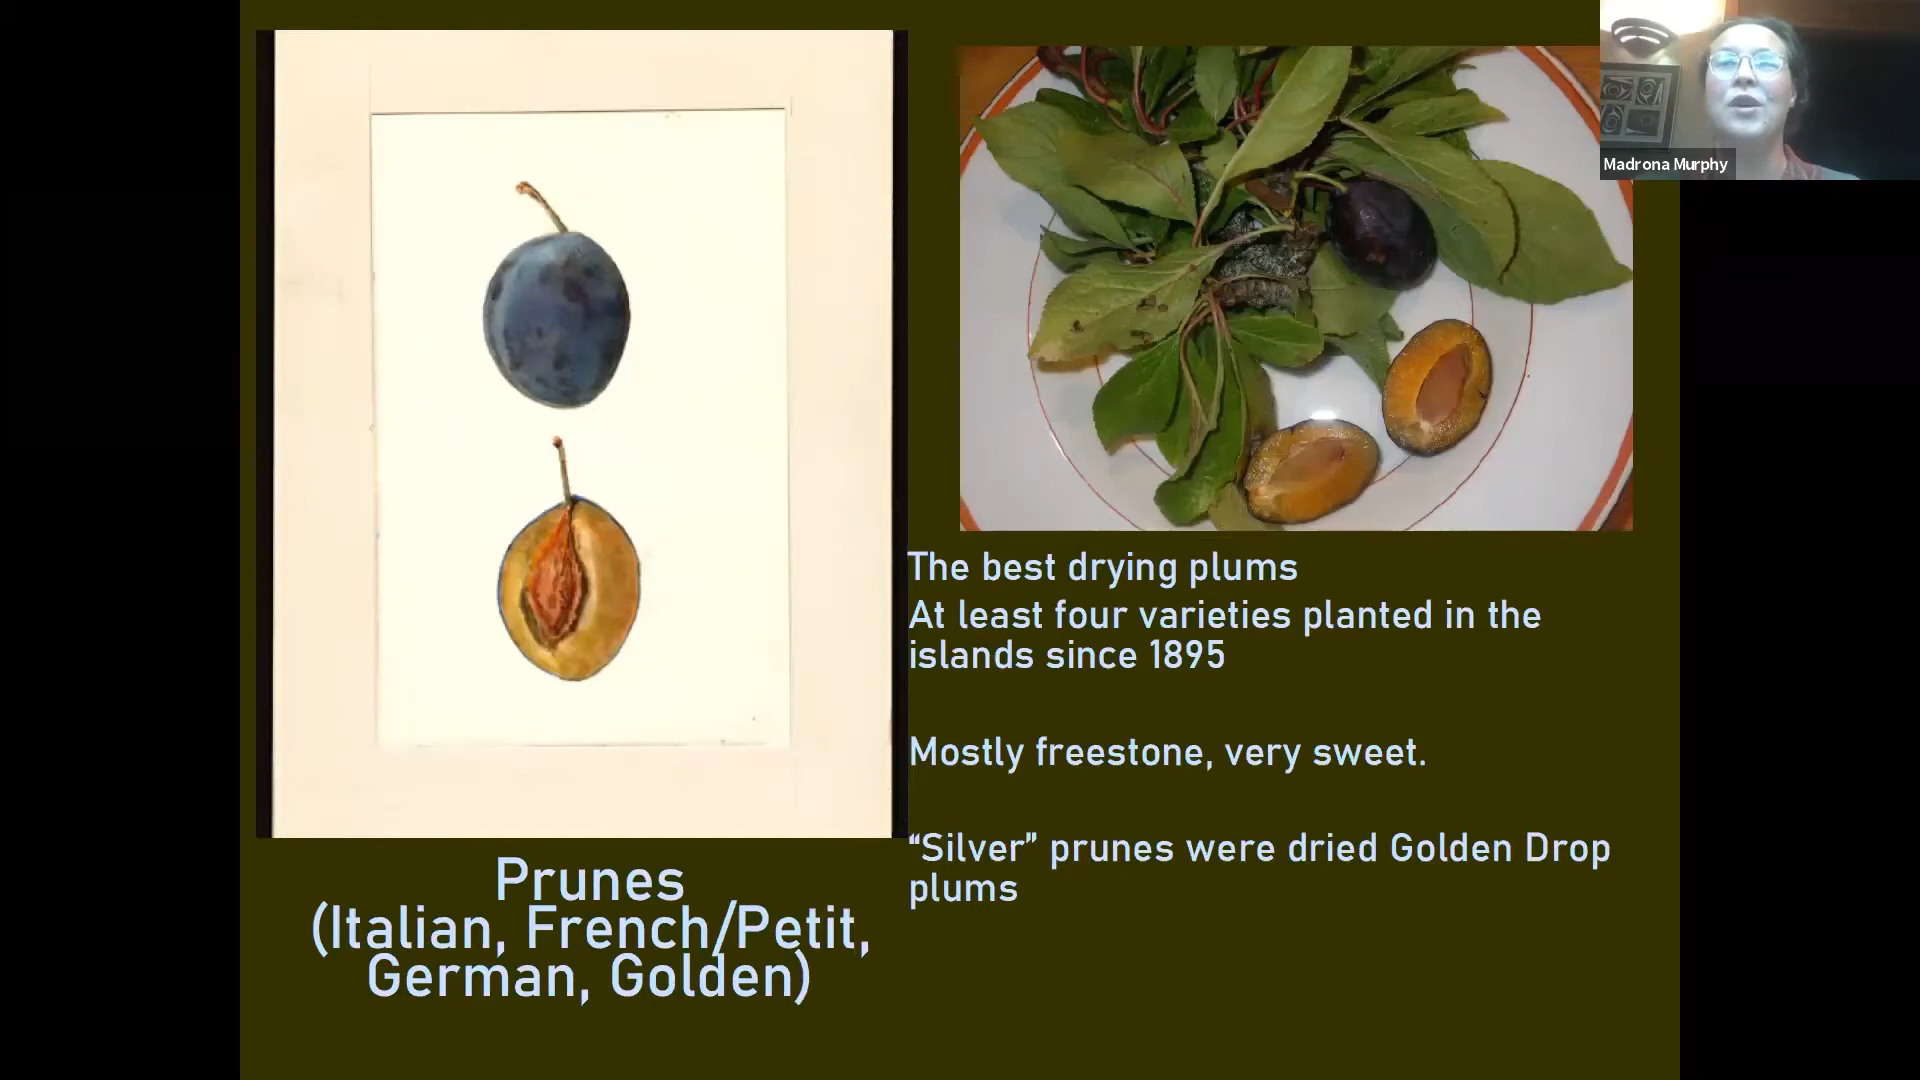 Madrona Murphy
The best drying plums
At least four varieties planted in the
islands since 1895
Mostly freestone, very sweet.
“Silver” prunes were dried Golden Drop
plums
Prunes
(Italian, French/Petit,
German, Golden)